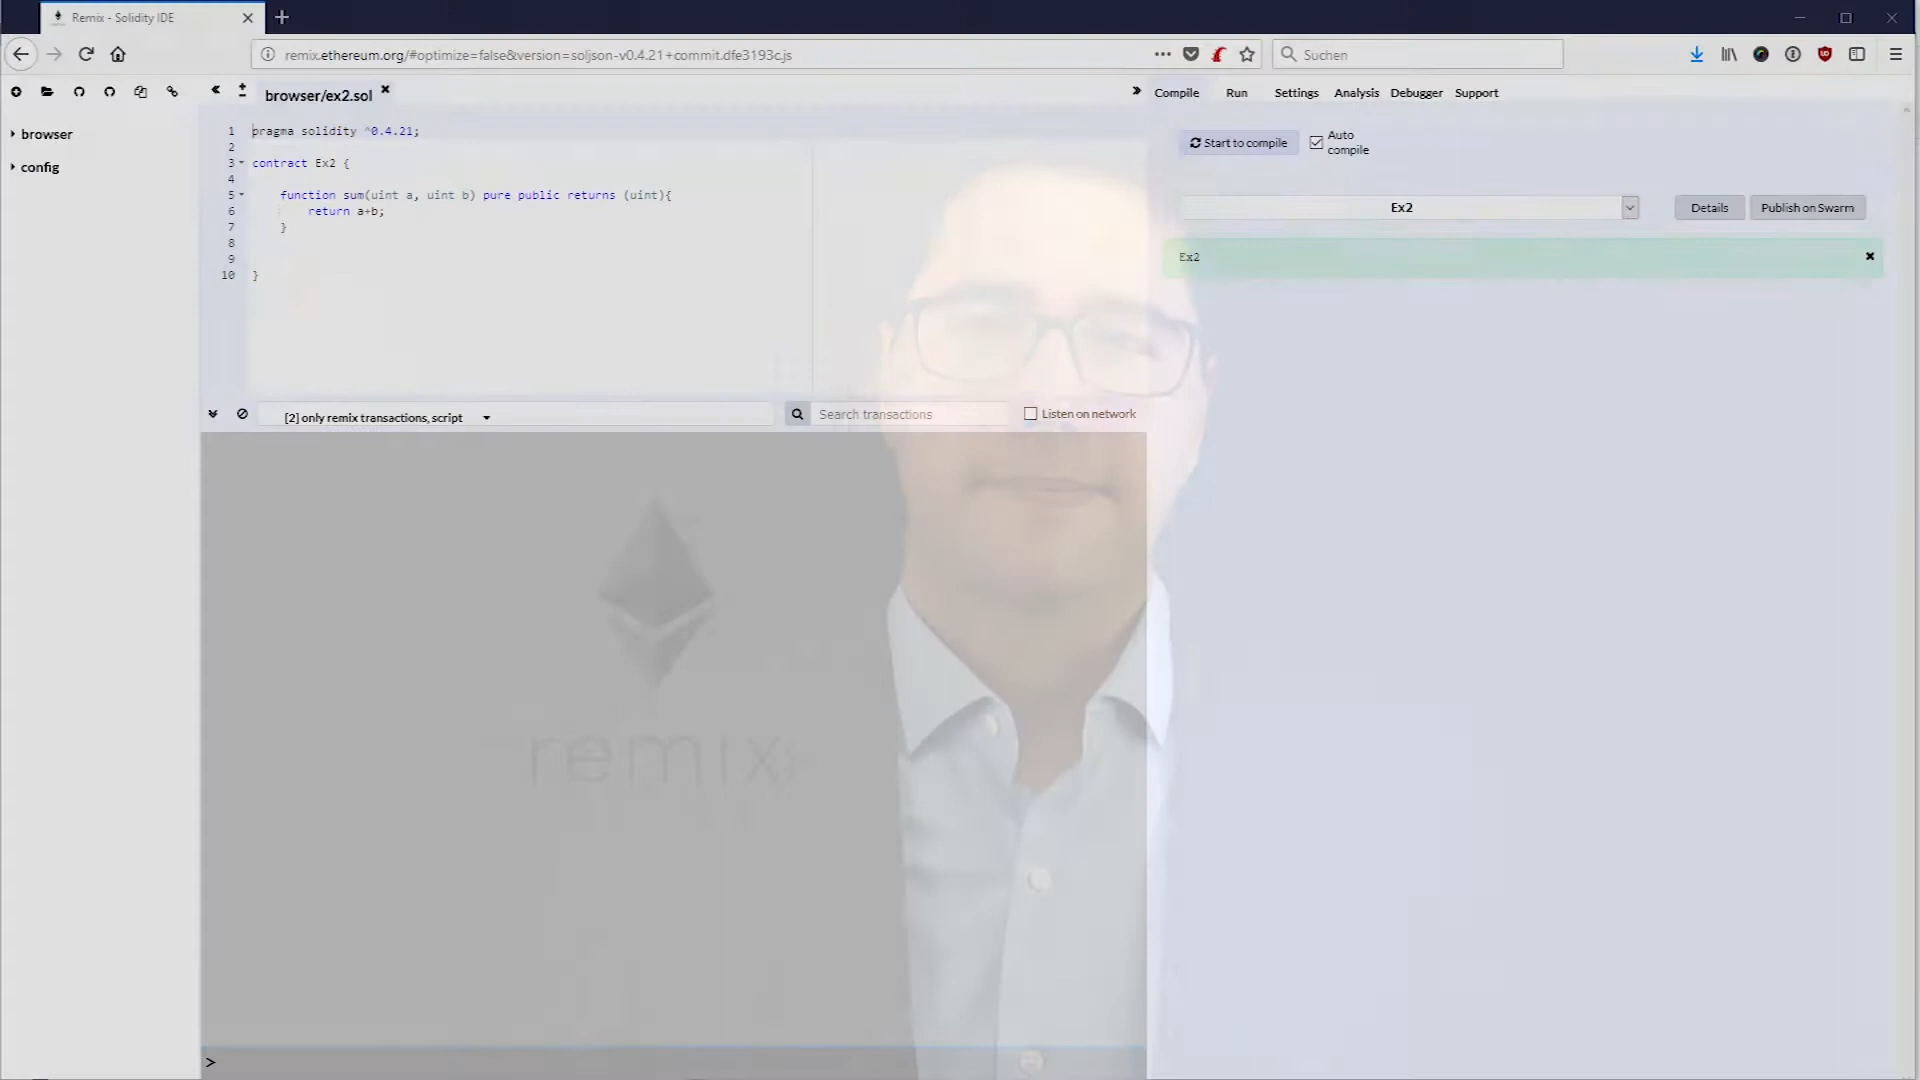 Remix - Solidity IDE
remix.ethereum.org/#optimize=false&version=soljson-v0.4.21+commit.dfe3193c.js
Suchen
browser/ex2.sol
Compile Run Settings Analysis Debugger Support
browser
config
1 pragma solidity ^0.4.21;
2
3 contract Ex2 {
4
5 function sum(uint a, uint b) pure public returns (uint){
6 return a+b;
7 }
8
9
10 }
Start to compile
Auto compile
Ex2
Details
Publish on Swarm
Ex2
[2] only remix transactions, script
Search transactions
Listen on network
remix
>